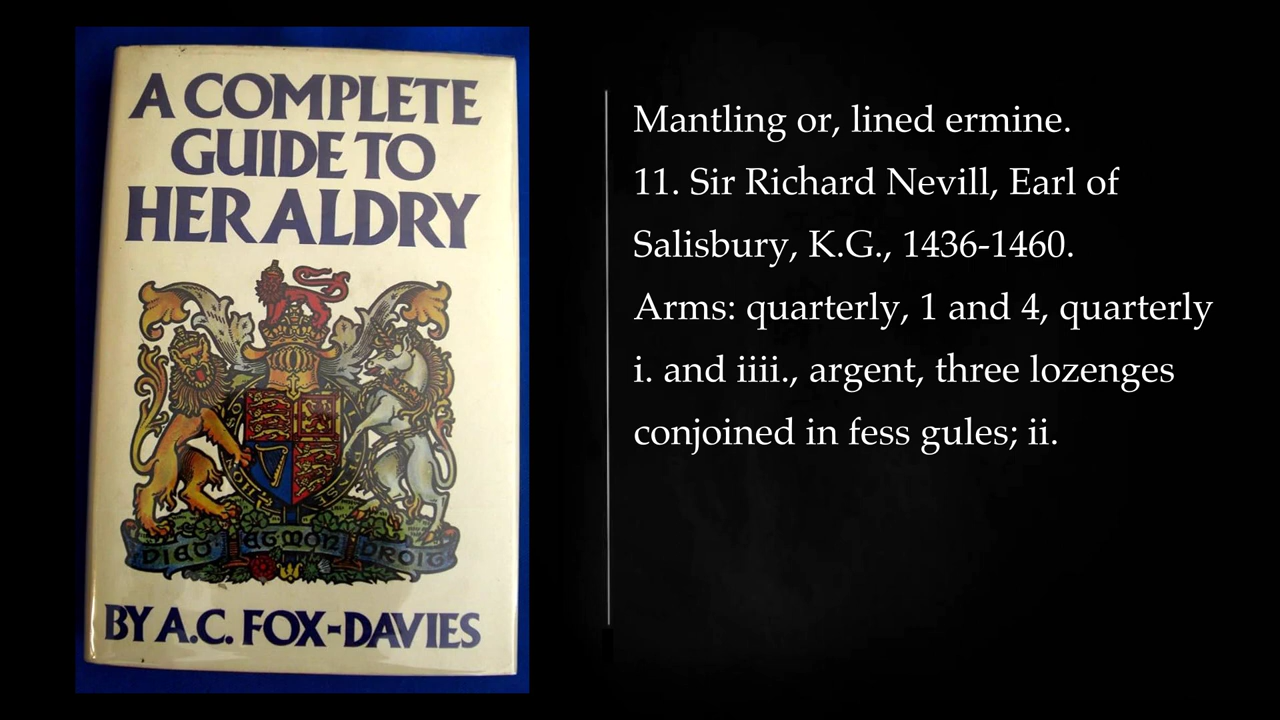 A COMPLETE
GUIDE TO
HERALDRY
DIEU ET MON DROIT
BY A.C. FOX-DAVIES
Mantling or, lined ermine.
11. Sir Richard Nevill, Earl of
Salisbury, K.G., 1436-1460.
Arms: quarterly, 1 and 4, quarterly
i. and iiii., argent, three lozenges
conjoined in fess gules; ii.